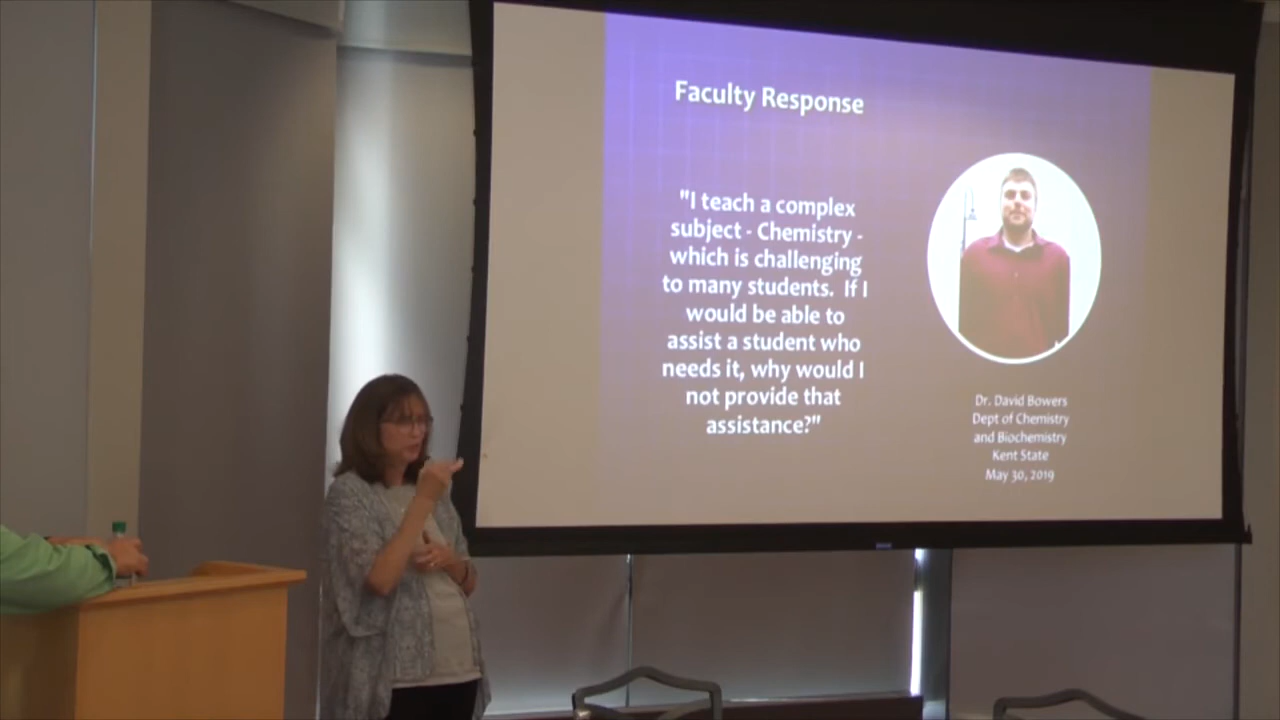 Faculty Response
"I teach a complex
subject - Chemistry -
which is challenging
to many students. If I
would be able to
assist a student who
needs it, why would I
not provide that
assistance?"
Dr. David Bowers
Dept of Chemistry
and Biochemistry
Kent State
May 30, 2019